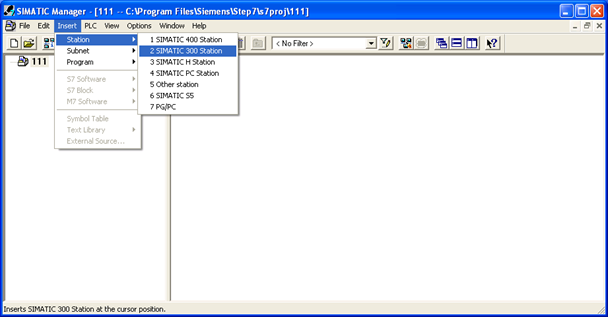 SIMATIC Manager - [111 -- C:\Program Files\Siemens\Step7\s7proj\111]
File Edit Insert PLC View Options Window Help
< No Filter >
111
Station
Subnet
Program
S7 Software
S7 Block
M7 Software
Symbol Table
Text Library
External Source...
1 SIMATIC 400 Station
2 SIMATIC 300 Station
3 SIMATIC H Station
4 SIMATIC PC Station
5 Other station
6 SIMATIC S5
7 PG/PC
Inserts SIMATIC 300 Station at the cursor position.